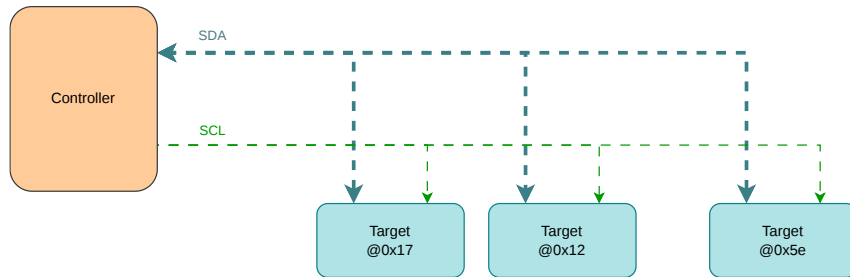 SDA
Controller
SCL
Target
@0x17
Target
@0x12
Target
@0x5e